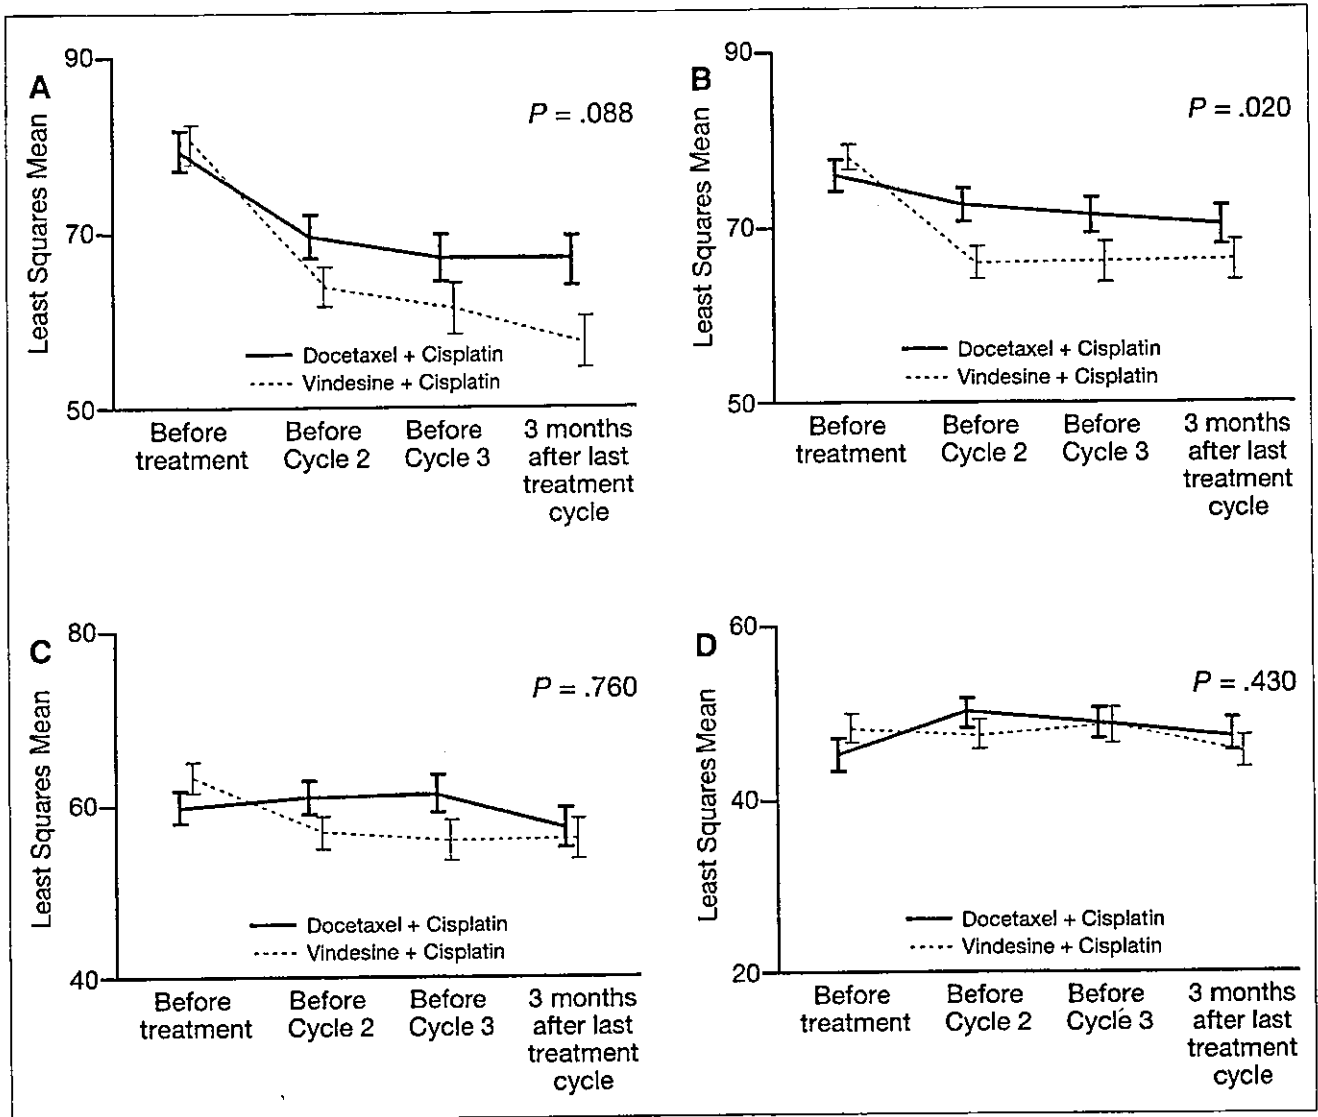 A
Least Squares Mean
90
70
50
P = .088
Docetaxel + Cisplatin
Vindesine + Cisplatin
Before
treatment
Before
Cycle 2
Before
Cycle 3
3 months
after last
treatment
cycle
B
Least Squares Mean
90
70
50
P = .020
Docetaxel + Cisplatin
Vindesine + Cisplatin
Before
treatment
Before
Cycle 2
Before
Cycle 3
3 months
after last
treatment
cycle
C
Least Squares Mean
80
60
40
P = .760
Docetaxel + Cisplatin
Vindesine + Cisplatin
Before
treatment
Before
Cycle 2
Before
Cycle 3
3 months
after last
treatment
cycle
D
Least Squares Mean
60
40
20
P = .430
Docetaxel + Cisplatin
Vindesine + Cisplatin
Before
treatment
Before
Cycle 2
Before
Cycle 3
3 months
after last
treatment
cycle